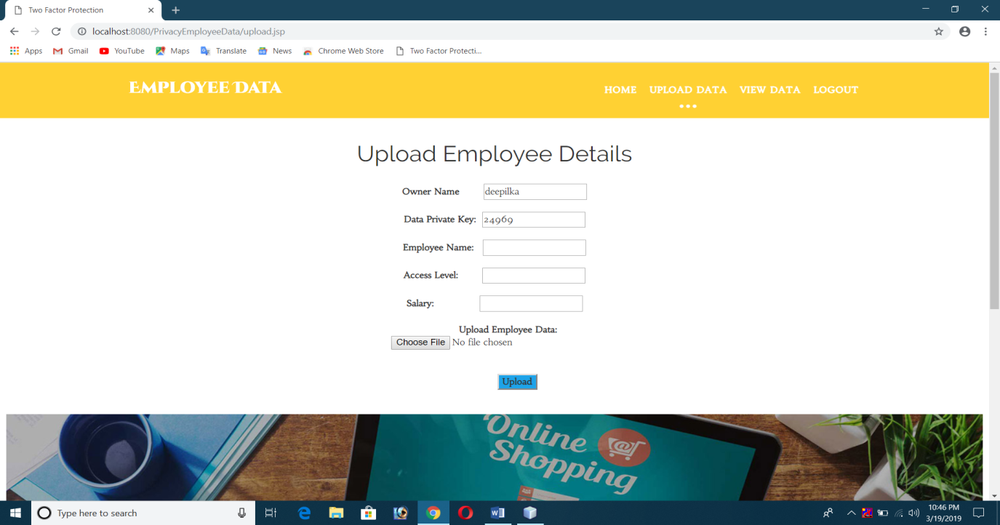 Two Factor Protection
localhost:8080/PrivacyEmployeeData/upload.jsp
Apps Gmail YouTube Maps Translate News Chrome Web Store Two Factor Protecti...
Employee Data
HOME UPLOAD DATA VIEW DATA LOGOUT
Upload Employee Details
Owner Name deepilka
Data Private Key: 24969
Employee Name:
Access Level:
Salary:
Upload Employee Data:
Choose File No file chosen
Upload
Online
Shopping
Type here to search
10:46 PM
3/19/2019